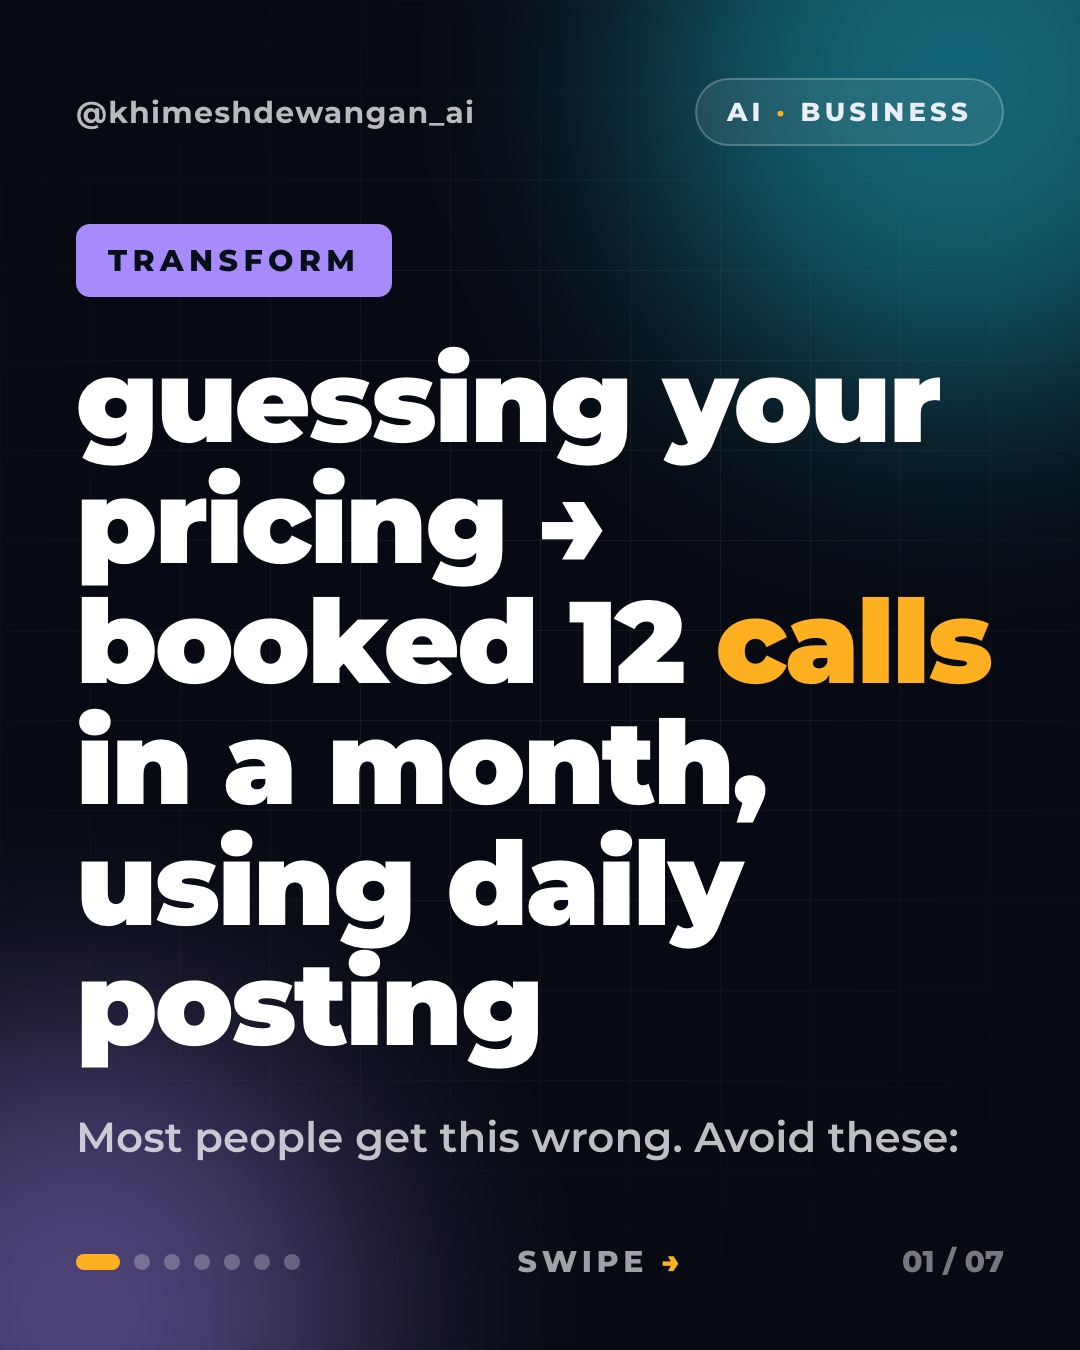 @khimeshdewangan_ai
AI · BUSINESS
TRANSFORM
guessing your
pricing →
booked 12 calls
in a month,
using daily
posting
Most people get this wrong. Avoid these:
SWIPE →
01 / 07